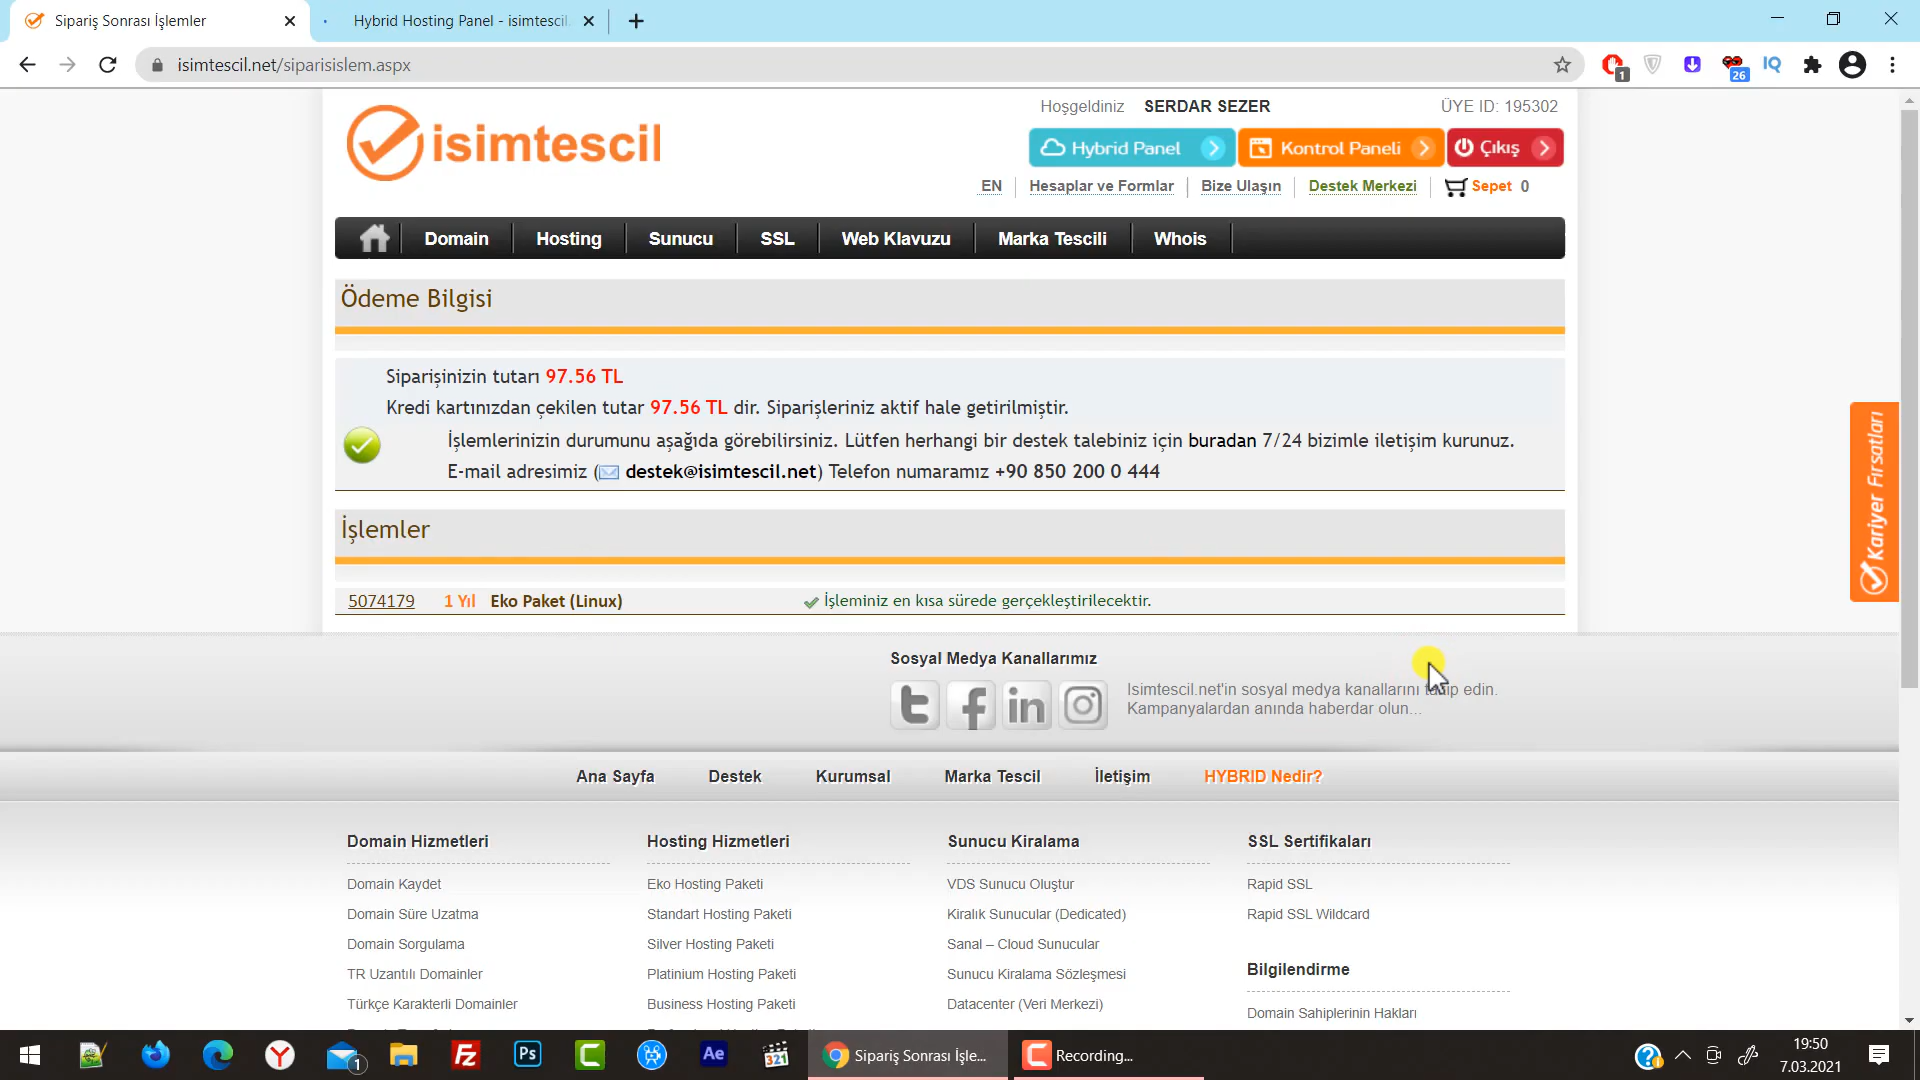 Sipariş Sonrası İşlemler
Hybrid Hosting Panel - isimtescil.
isimtescil.net/siparisislem.aspx
1
26
IQ
isimtescil
Hoşgeldiniz SERDAR SEZER
ÜYE ID: 195302
Hybrid Panel
Kontrol Paneli
Çıkış
EN
Hesaplar ve Formlar
Bize Ulaşın
Destek Merkezi
Sepet 0
Domain
Hosting
Sunucu
SSL
Web Klavuzu
Marka Tescili
Whois
Ödeme Bilgisi
Siparişinizin tutarı 97.56 TL
Kredi kartınızdan çekilen tutar 97.56 TL dir. Siparişleriniz aktif hale getirilmiştir.
İşlemlerinizin durumunu aşağıda görebilirsiniz. Lütfen herhangi bir destek talebiniz için buradan 7/24 bizimle iletişim kurunuz.
E-mail adresimiz ( destek@isimtescil.net) Telefon numaramız +90 850 200 0 444
Kariyer Fırsatları
İşlemler
5074179 1 Yıl Eko Paket (Linux) İşleminiz en kısa sürede gerçekleştirilecektir.
Sosyal Medya Kanallarımız
Isimtescil.net'in sosyal medya kanallarını edin.
Kampanyalardan anında haberdar olun...
Ana Sayfa
Destek
Kurumsal
Marka Tescil
İletişim
HYBRID Nedir?
Domain Hizmetleri
Domain Kaydet
Domain Süre Uzatma
Domain Sorgulama
TR Uzantılı Domainler
Türkçe Karakterli Domainler
Hosting Hizmetleri
Eko Hosting Paketi
Standart Hosting Paketi
Silver Hosting Paketi
Platinium Hosting Paketi
Business Hosting Paketi
Sunucu Kiralama
VDS Sunucu Oluştur
Kiralık Sunucular (Dedicated)
Sanal – Cloud Sunucular
Sunucu Kiralama Sözleşmesi
Datacenter (Veri Merkezi)
SSL Sertifikaları
Rapid SSL
Rapid SSL Wildcard
Bilgilendirme
Domain Sahiplerinin Hakları
1
Ps
Ae
321
Sipariş Sonrası İşle...
Recording...
19:50
7.03.2021